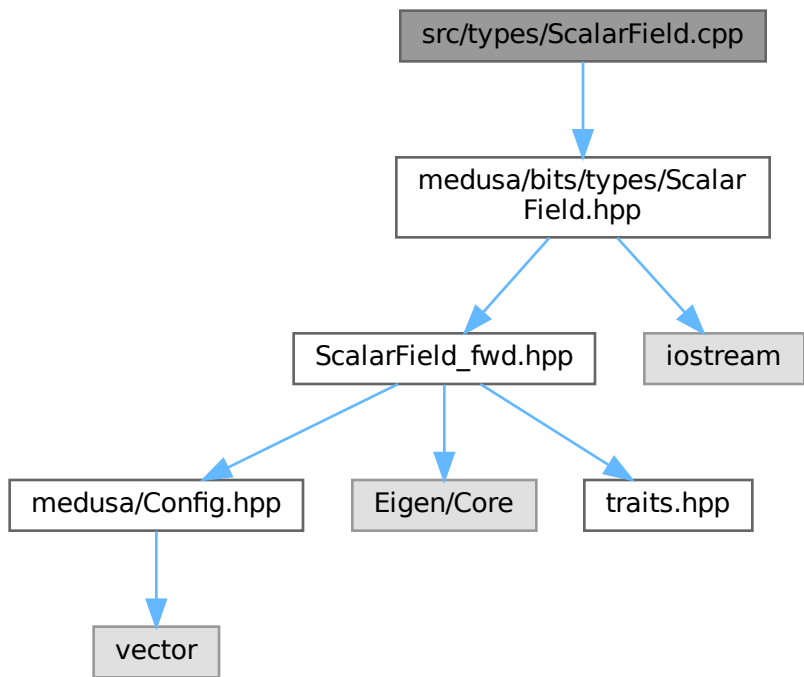 src/types/ScalarField.cpp
medusa/bits/types/Scalar
Field.hpp
ScalarField_fwd.hpp
iostream
medusa/Config.hpp
Eigen/Core
traits.hpp
vector